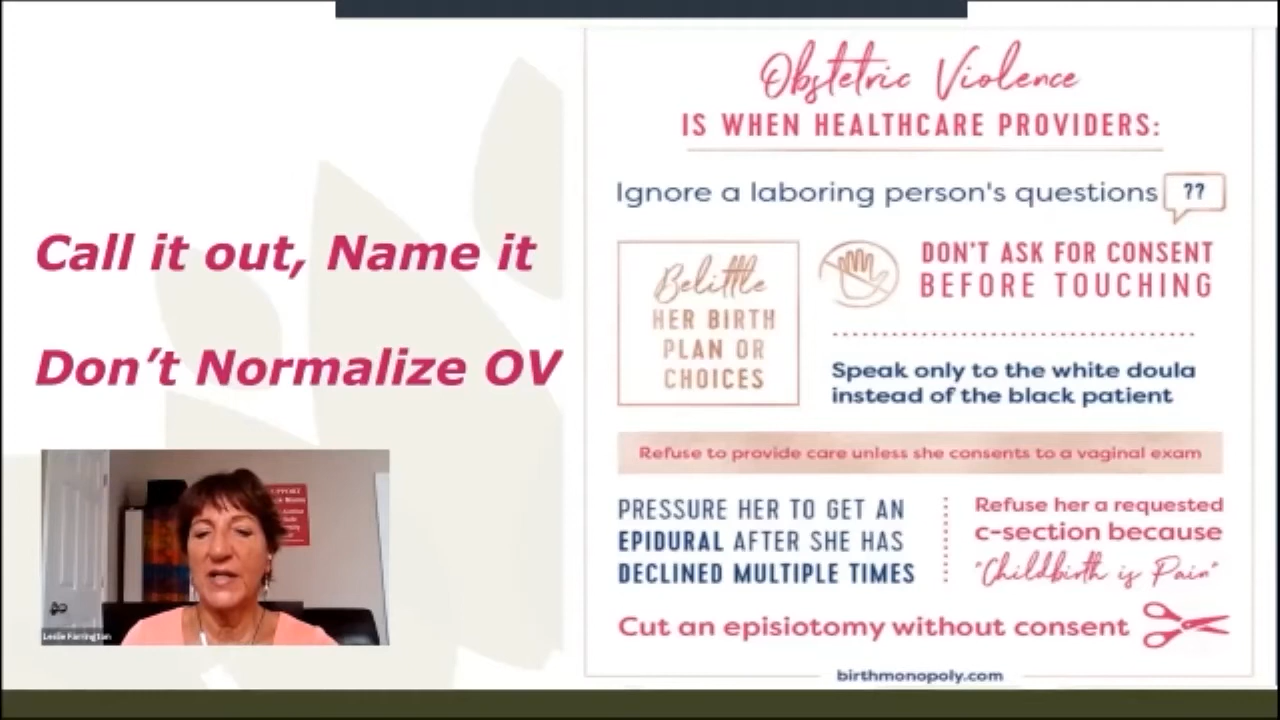 Call it out, Name it
Don't Normalize OV
Leslie Farrington
Obstetric Violence
IS WHEN HEALTHCARE PROVIDERS:
Ignore a laboring person's questions ??
Belittle
HER BIRTH
PLAN OR
CHOICES
DON'T ASK FOR CONSENT
BEFORE TOUCHING
Speak only to the white doula
instead of the black patient
Refuse to provide care unless she consents to a vaginal exam
PRESSURE HER TO GET AN
EPIDURAL AFTER SHE HAS
DECLINED MULTIPLE TIMES
Refuse her a requested
c-section because
"Childbirth is Pain"
Cut an episiotomy without consent
birthmonopoly.com